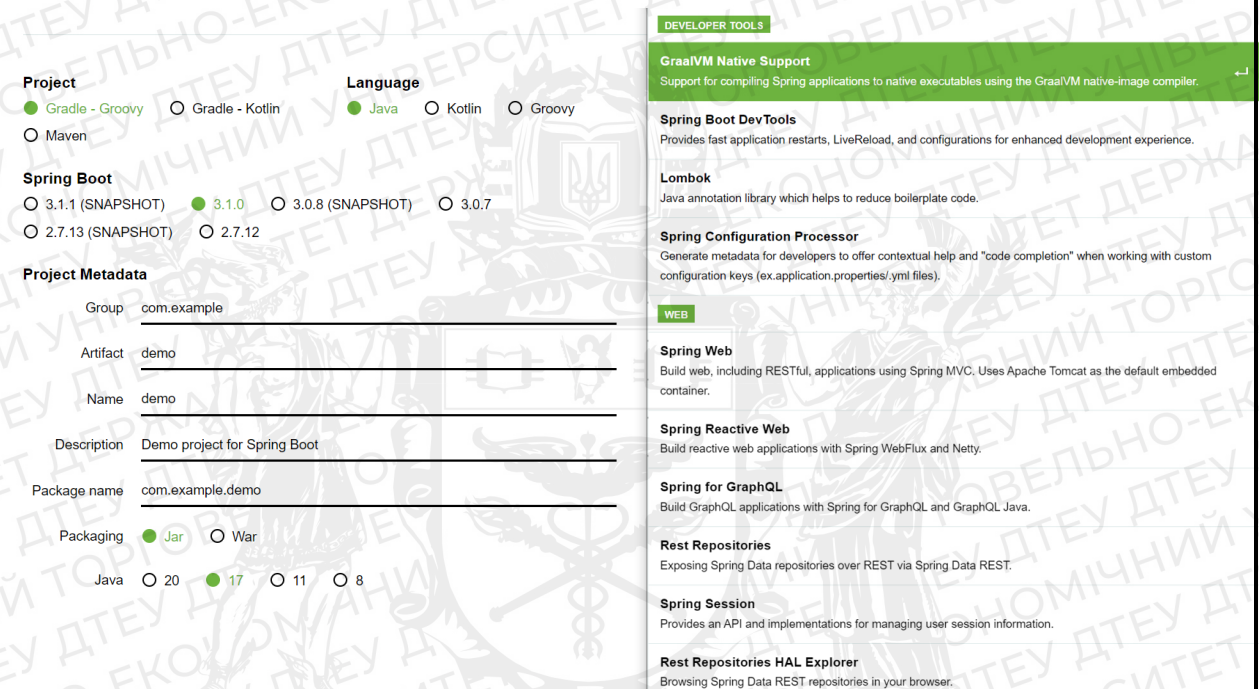 Project
Language
Gradle - Groovy
Gradle - Kotlin
Java
Kotlin
Groovy
Maven
Spring Boot
3.1.1 (SNAPSHOT)
3.1.0
3.0.8 (SNAPSHOT)
3.0.7
2.7.13 (SNAPSHOT)
2.7.12
Project Metadata
Group com.example
Artifact demo
Name demo
Description Demo project for Spring Boot
Package name com.example.demo
Packaging Jar War
Java 20 17 11 8
DEVELOPER TOOLS
GraalVM Native Support
Support for compiling Spring applications to native executables using the GraalVM native-image compiler.
Spring Boot DevTools
Provides fast application restarts, LiveReload, and configurations for enhanced development experience.
Lombok
Java annotation library which helps to reduce boilerplate code.
Spring Configuration Processor
Generate metadata for developers to offer contextual help and "code completion" when working with custom
configuration keys (ex.application.properties/.yml files).
WEB
Spring Web
Build web, including RESTful, applications using Spring MVC. Uses Apache Tomcat as the default embedded
container.
Spring Reactive Web
Build reactive web applications with Spring WebFlux and Netty.
Spring for GraphQL
Build GraphQL applications with Spring for GraphQL and GraphQL Java.
Rest Repositories
Exposing Spring Data repositories over REST via Spring Data REST.
Spring Session
Provides an API and implementations for managing user session information.
Rest Repositories HAL Explorer
Browsing Spring Data REST repositories in your browser.